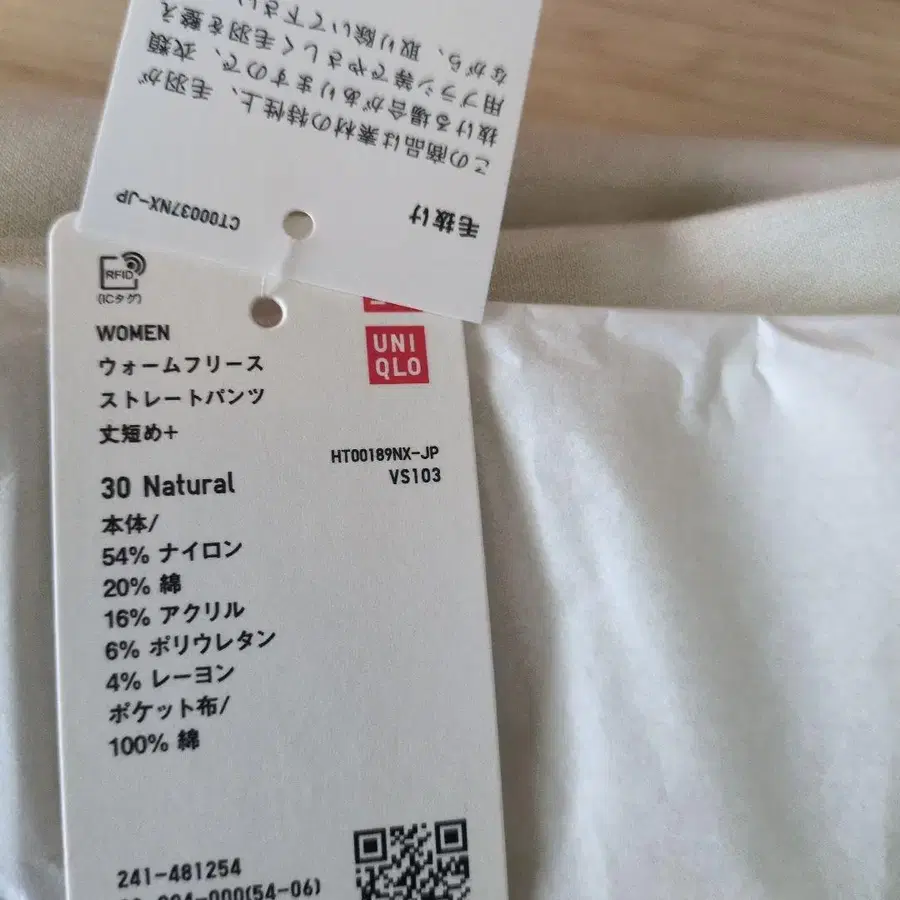 ながら、取り除いて下さい
用ブラシ等でやさしく毛羽を整え
抜ける場合がありますので、衣類
この商品は素材の特性上、毛羽が
毛抜け
CT00037NX-JP
RFID
(ICタグ)
WOMEN
ウォームフリース
ストレートパンツ
丈短め+
UNI
QLO
HT00189NX-JP
VS103
30 Natural
本体/
54% ナイロン
20% 綿
16% アクリル
6% ポリウレタン
4% レーヨン
ポケット布/
100% 綿
241-481254
-000(54-06)